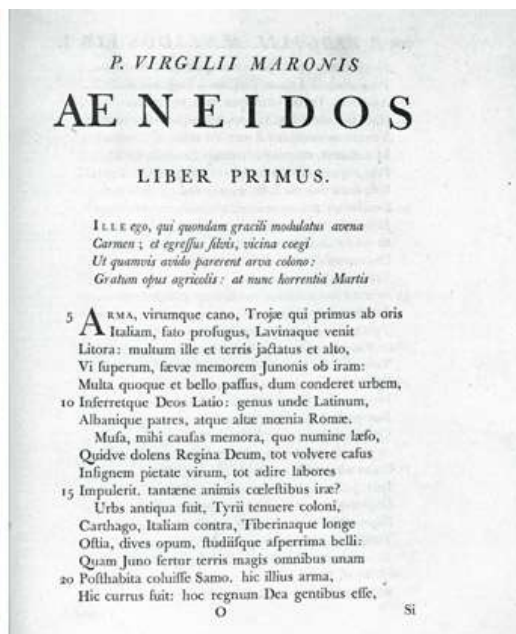 P. VIRGILII MARONIS
AENEIDOS
LIBER PRIMUS.
ILLE ego, qui quondam gracili modulatus avena
Carmen; et egreſſus ſilvis, vicina coegi
Ut quamvis avido parerent arva colono:
Gratum opus agricolis: at nunc horrentia Martis
5 ARMA, virumque cano, Trojæ qui primus ab oris
Italiam, fato profugus, Lavinaque venit
Litora: multum ille et terris jactatus et alto,
Vi ſuperum, ſævæ memorem Junonis ob iram:
Multa quoque et bello paſſus, dum conderet urbem,
10 Inferretque Deos Latio: genus unde Latinum,
Albanique patres, atque altæ mœnia Romæ.
Muſa, mihi cauſas memora, quo numine læſo,
Quidve dolens Regina Deum, tot volvere caſus
Inſignem pietate virum, tot adire labores
15 Impulerit. tantæne animis cœleſtibus iræ?
Urbs antiqua fuit, Tyrii tenuere coloni,
Carthago, Italiam contra, Tiberinaque longe
Oſtia, dives opum, ſtudiiſque aſperrima belli:
Quam Juno fertur terris magis omnibus unam
20 Poſthabita coluiſſe Samo. hic illius arma,
Hic currus fuit: hoc regnum Dea gentibus eſſe,
O Si